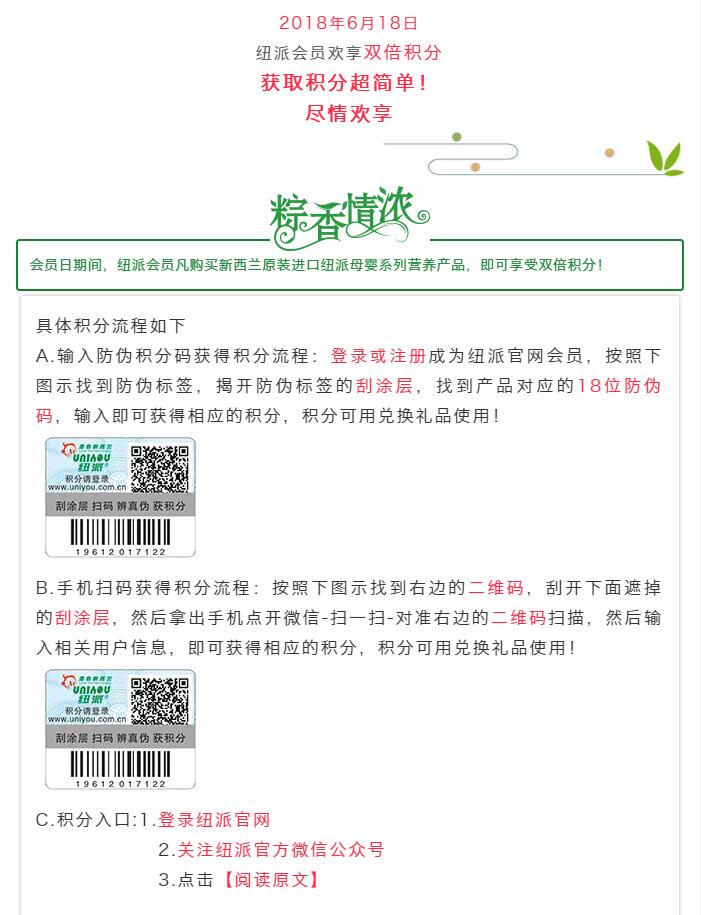 2018年6月18日
纽派会员欢享双倍积分
获取积分超简单！
尽情欢享
粽香情浓
会员日期间，纽派会员凡购买新西兰原装进口纽派母婴系列营养产品，即可享受双倍积分！
具体积分流程如下
A.输入防伪积分码获得积分流程：登录或注册成为纽派官网会员，按照下
图示找到防伪标签，揭开防伪标签的刮涂层，找到产品对应的18位防伪
码，输入即可获得相应的积分，积分可用兑换礼品使用！
源自新西兰
UNIYOU
纽派
积分请登录
www.uniyou.com.cn
刮涂层 扫码 辨真伪 获积分
19612017122
B.手机扫码获得积分流程：按照下图示找到右边的二维码，刮开下面遮掉
的刮涂层，然后拿出手机点开微信-扫一扫-对准右边的二维码扫描，然后输
入相关用户信息，即可获得相应的积分，积分可用兑换礼品使用！
源自新西兰
UNIYOU
纽派
积分请登录
www.uniyou.com.cn
刮涂层 扫码 辨真伪 获积分
19612017122
C.积分入口:1.登录纽派官网
2.关注纽派官方微信公众号
3.点击【阅读原文】